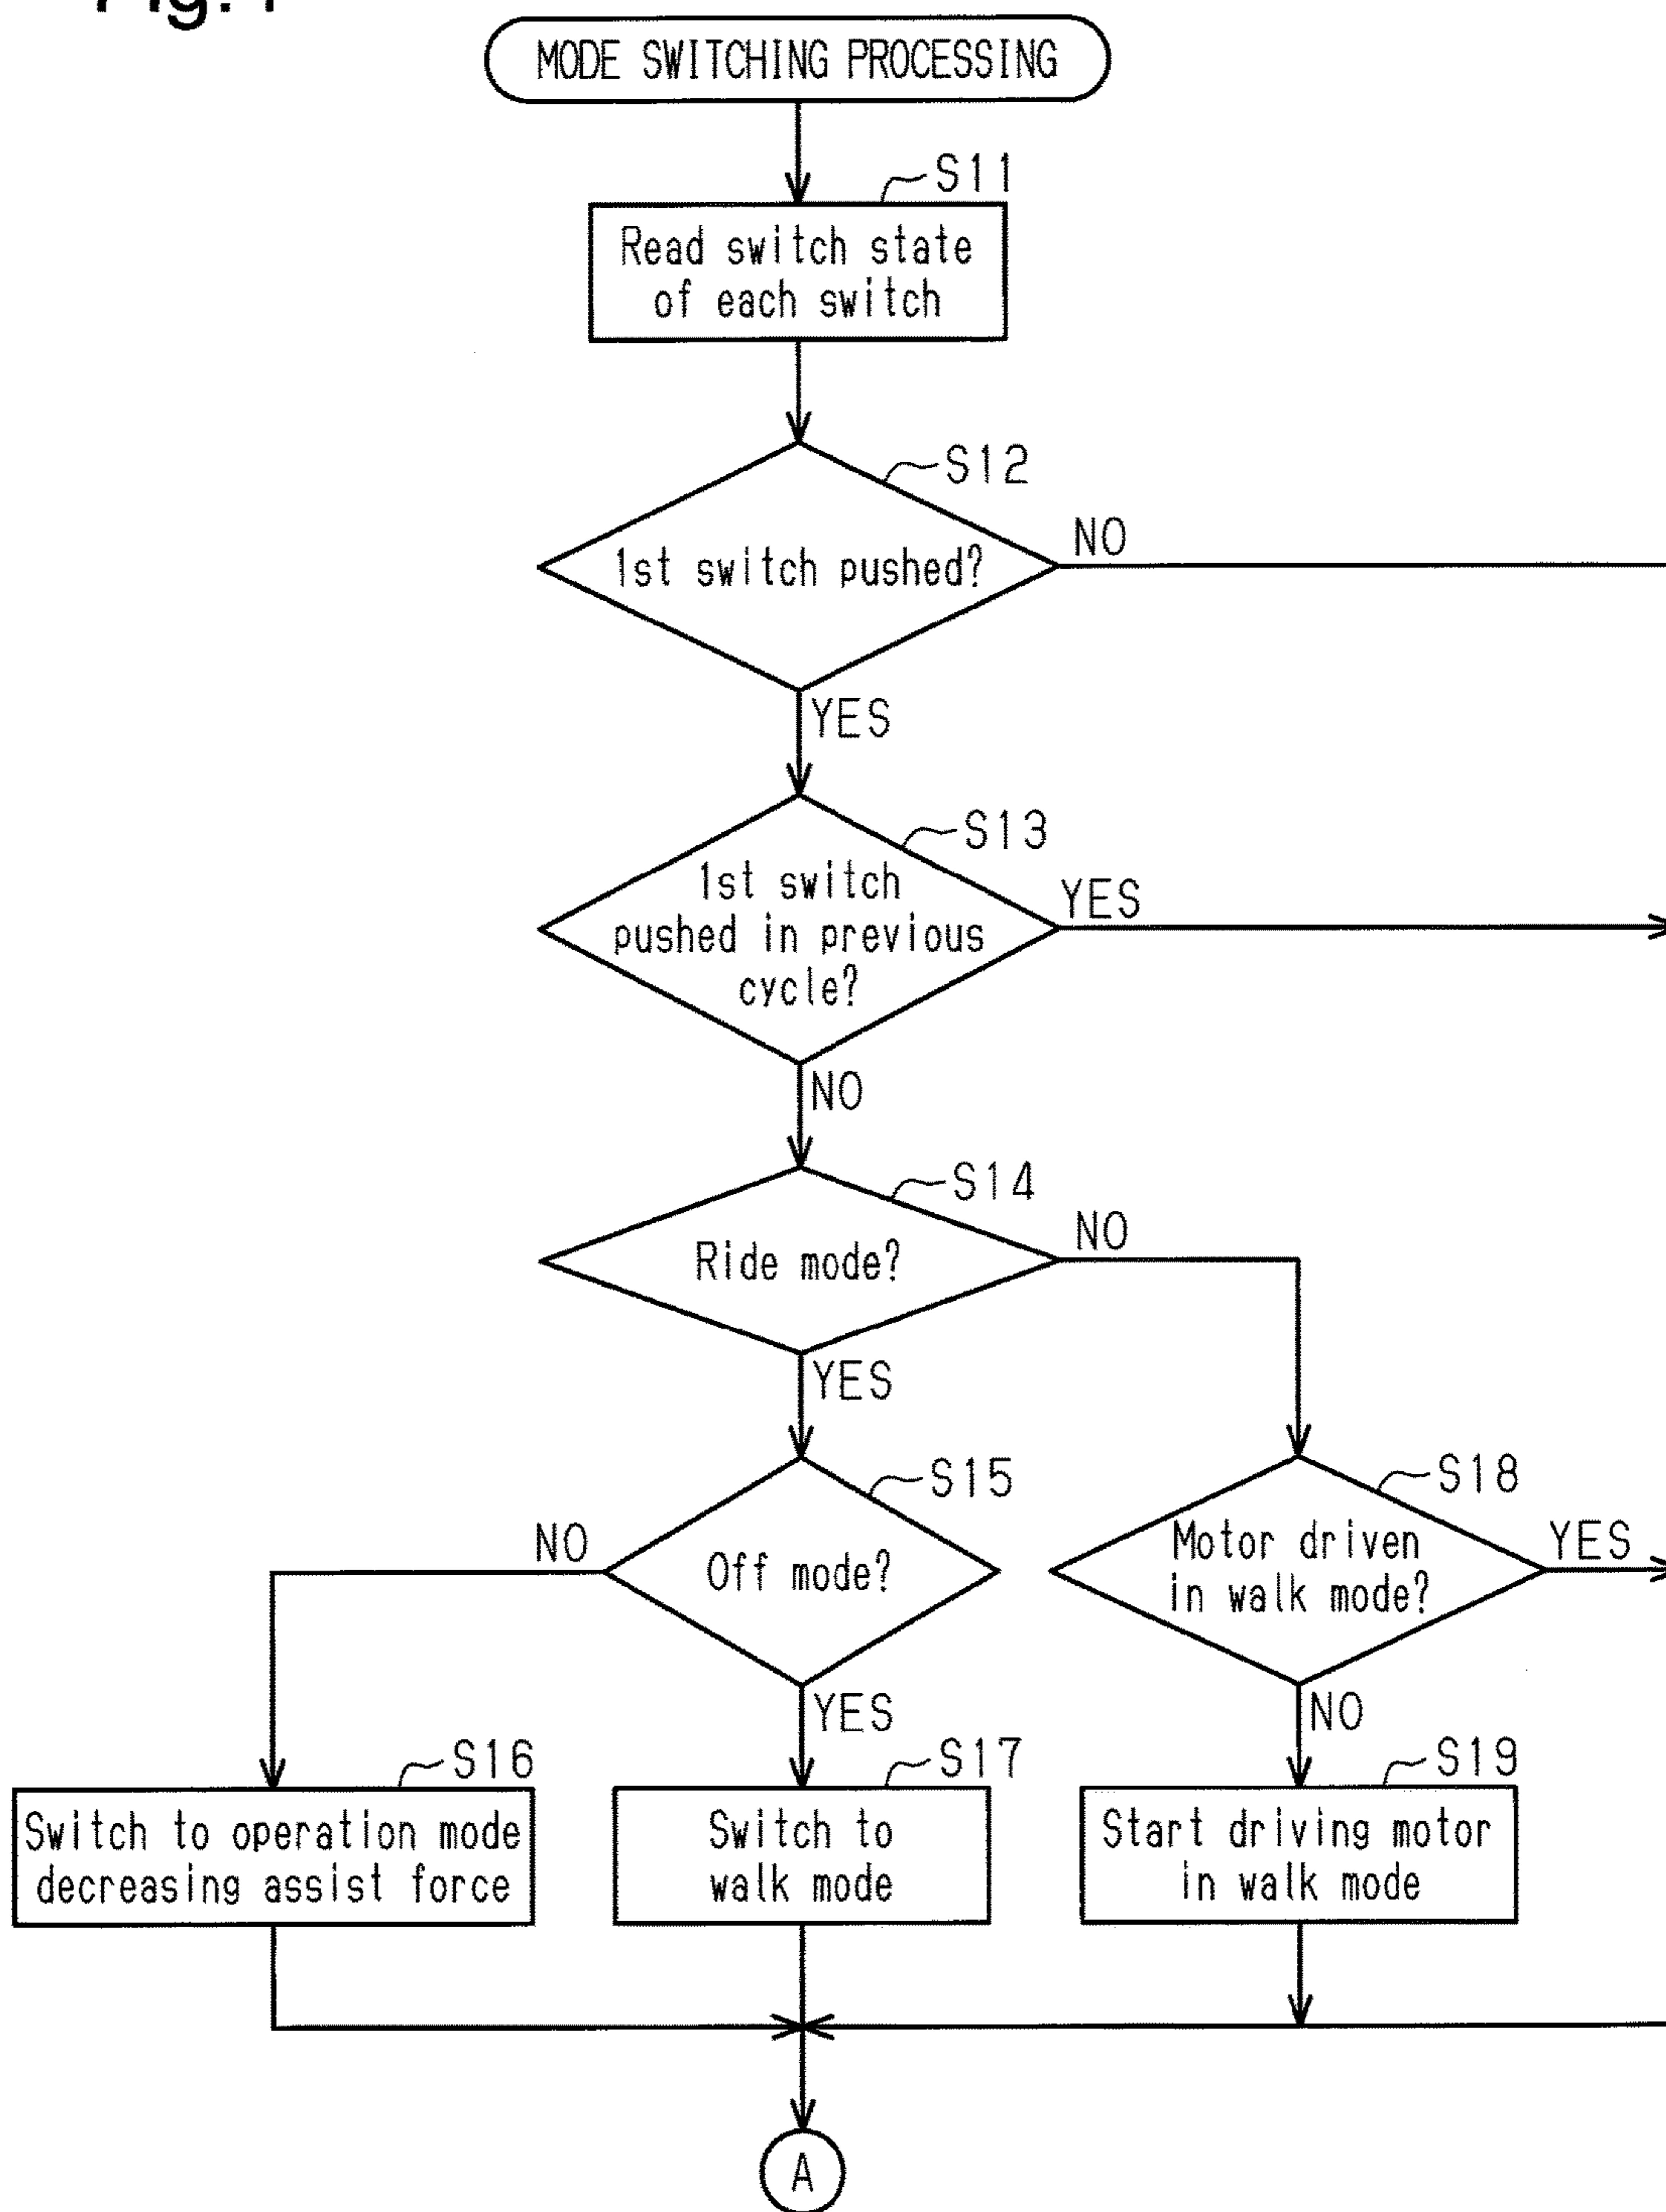 MODE SWITCHING PROCESSING
S11
Read switch state
of each switch
S12
1st switch pushed?
NO
YES
S13
1st switch
pushed in previous
cycle?
YES
NO
S14
Ride mode?
NO
YES
S15
Off mode?
NO
YES
S18
Motor driven
in walk mode?
YES
NO
S16
Switch to operation mode
decreasing assist force
S17
Switch to
walk mode
S19
Start driving motor
in walk mode
A